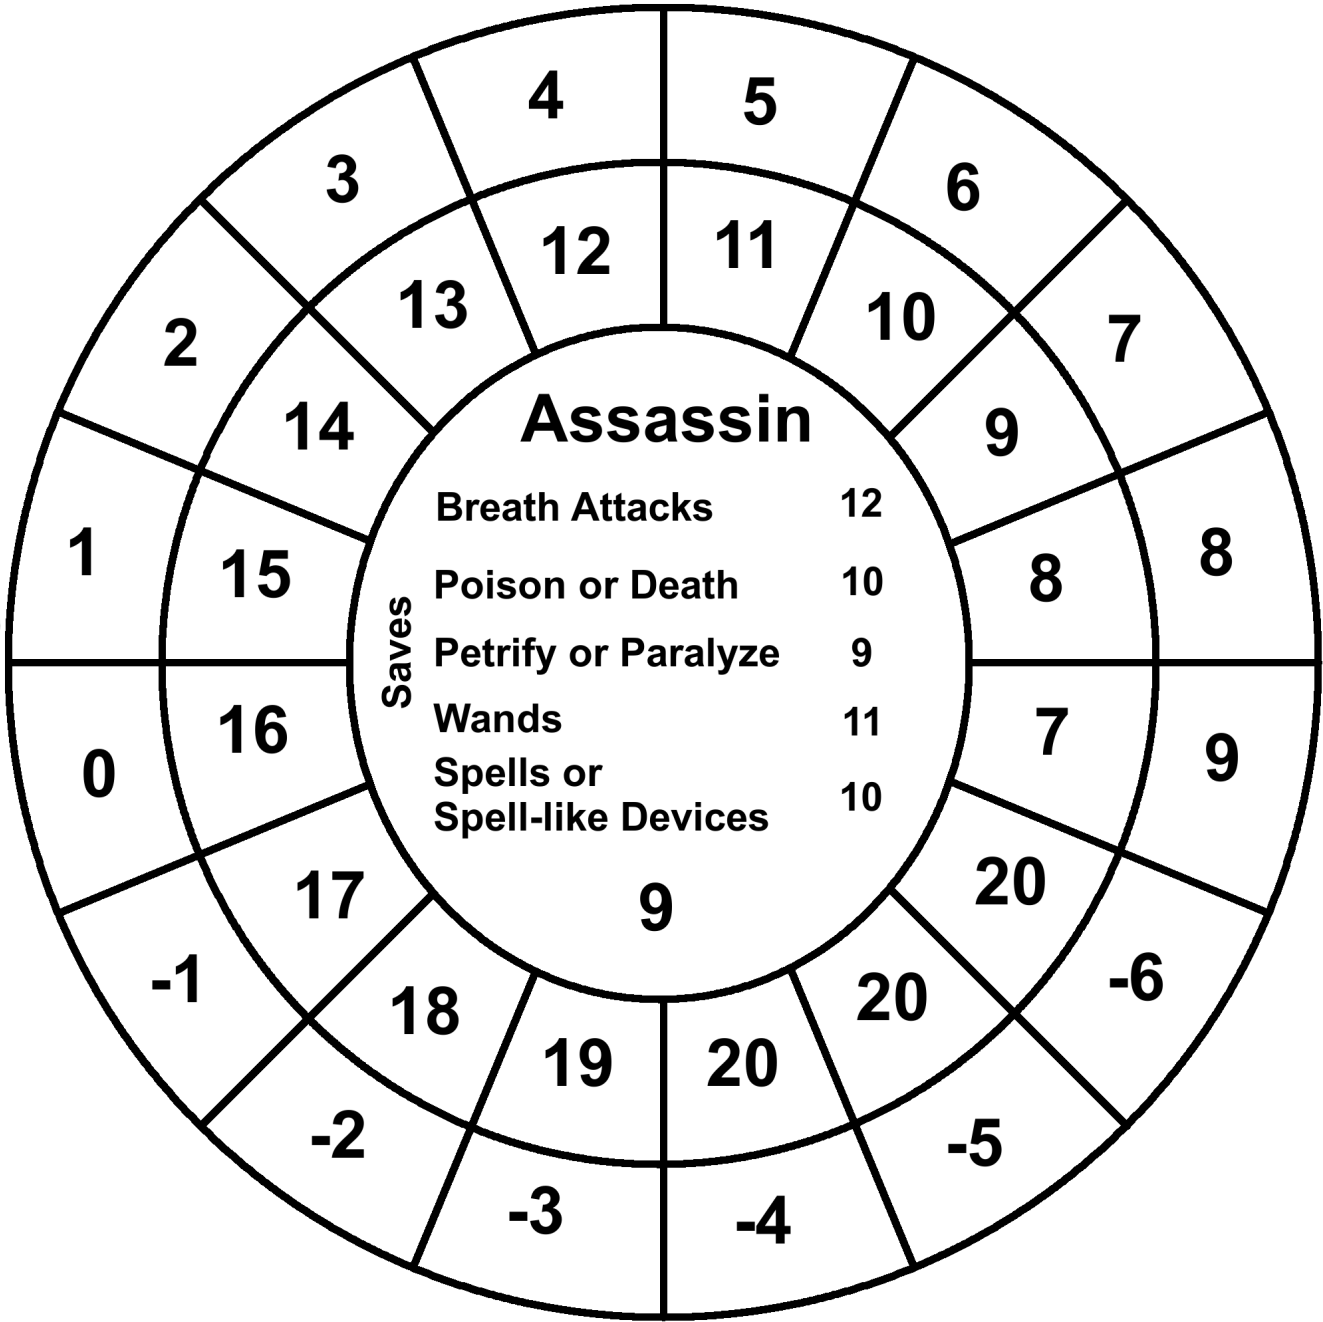 4 5
3 6
12 11
13 10
2 7
14 9
Assassin
Breath Attacks 12
1 8
15 8
Poison or Death 10
Saves
Petrify or Paralyze 9
Wands 11
16 7
0 9
Spells or
Spell-like Devices 10
17 20
9
-1 -6
18 20
19 20
-2 -5
-3 -4